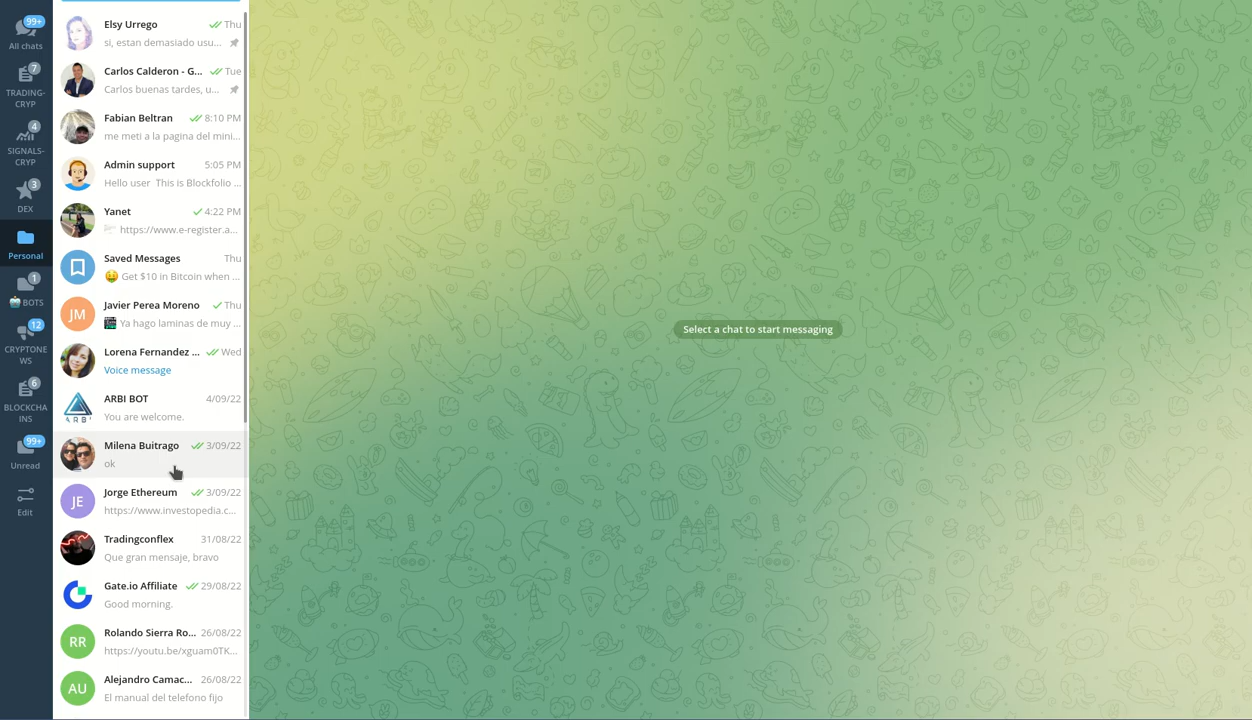 99+
All chats
7
TRADING-
CRYP
4
SIGNALS-
CRYP
3
DEX
Personal
1
BOTS
12
CRYPTONE
WS
6
BLOCKCHA
INS
99+
Unread
Edit
Elsy Urrego Thu
si, estan demasiado usu...
Carlos Calderon - G... Tue
Carlos buenas tardes, u...
Fabian Beltran 8:10 PM
me meti a la pagina del mini...
Admin support 5:05 PM
Hello user This is Blockfolio ...
Yanet 4:22 PM
https://www.e-register.a...
Saved Messages Thu
🤑 Get $10 in Bitcoin when ...
JM
Javier Perea Moreno Thu
Ya hago laminas de muy ...
Lorena Fernandez ... Wed
Voice message
ARBI
ARBI BOT 4/09/22
You are welcome.
Milena Buitrago 3/09/22
ok
JE
Jorge Ethereum 3/09/22
https://www.investopedia.c...
Tradingconflex 31/08/22
Que gran mensaje, bravo
Gate.io Affiliate 29/08/22
Good morning.
RR
Rolando Sierra Ro... 26/08/22
https://youtu.be/xguam0TK...
AU
Alejandro Camac... 26/08/22
El manual del telefono fijo
Select a chat to start messaging